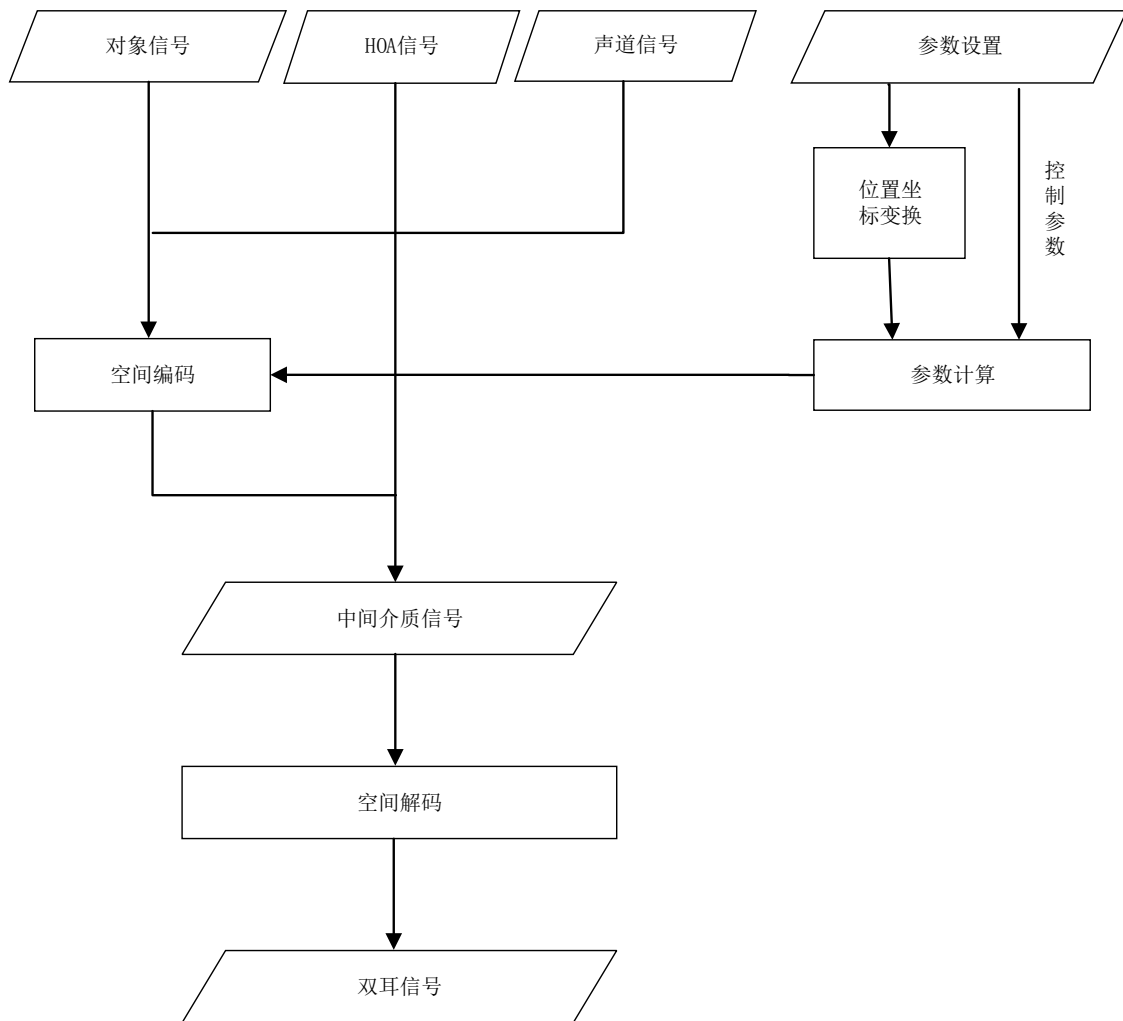 对象信号
HOA信号
声道信号
参数设置
位置坐
标变换
控
制
参
数
空间编码
参数计算
中间介质信号
空间解码
双耳信号